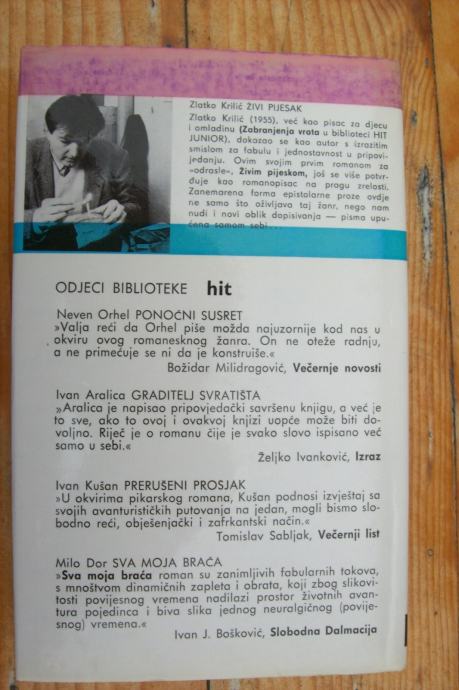 Zlatko Krilić ŽIVI PIJESAK
Zlatko Krilić (1955), već kao pisac za djecu
i omladinu (Zabranjena vrata u biblioteci HIT
JUNIOR), dokazao se kao autor s izrazitim
smislom za fabulu i jednostavnost u pripovi-
jedanju. Ovim svojim prvim romanom za
»odrasle«, Živim pijeskom, još se više potvr-
đuje kao romanopisac na pragu zrelosti.
Zanemarena forma epistolarne proze ovdje
ne samo što oživljava taj žanr, nego nam
nudi i novi oblik dopisivanja — pisma upu-
ćena samom sebi...
ODJECI BIBLIOTEKE hit
Neven Orhel PONOĆNI SUSRET
»Valja reći da Orhel piše možda najuzornije kod nas u
okviru ovog romanesknog žanra. On ne oteže radnju,
a ne primećuje se ni da je konstruiše.«
Božidar Milidragović, Večernje novosti
Ivan Aralica GRADITELJ SVRATIŠTA
»Aralica je napisao pripovjedački savršenu knjigu, a već je
to sve, ako to ovoj i ovakvoj knjizi uopće može biti do-
voljno. Riječ je o romanu čije je svako slovo ispisano već
samo u sebi.«
Željko Ivanković, Izraz
Ivan Kušan PRERUŠENI PROSJAK
»U okvirima pikarskog romana, Kušan podnosi izvještaj sa
svojih avanturističkih putovanja na jedan, mogli bismo slo-
bodno reći, obješenjački i zafrkantski način.«
Tomislav Sabljak, Večernji list
Milo Dor SVA MOJA BRAĆA
»Sva moja braća roman su zanimljivih fabularnih tokova,
s mnoštvom dinamičnih zapleta i obrata, koji zbog slikovi-
tosti povijesnog vremena nadilazi prostor životnih avan-
tura pojedinca i biva slika jednog neuralgičnog (povije-
snog) vremena.«
Ivan J. Bošković, Slobodna Dalmacija